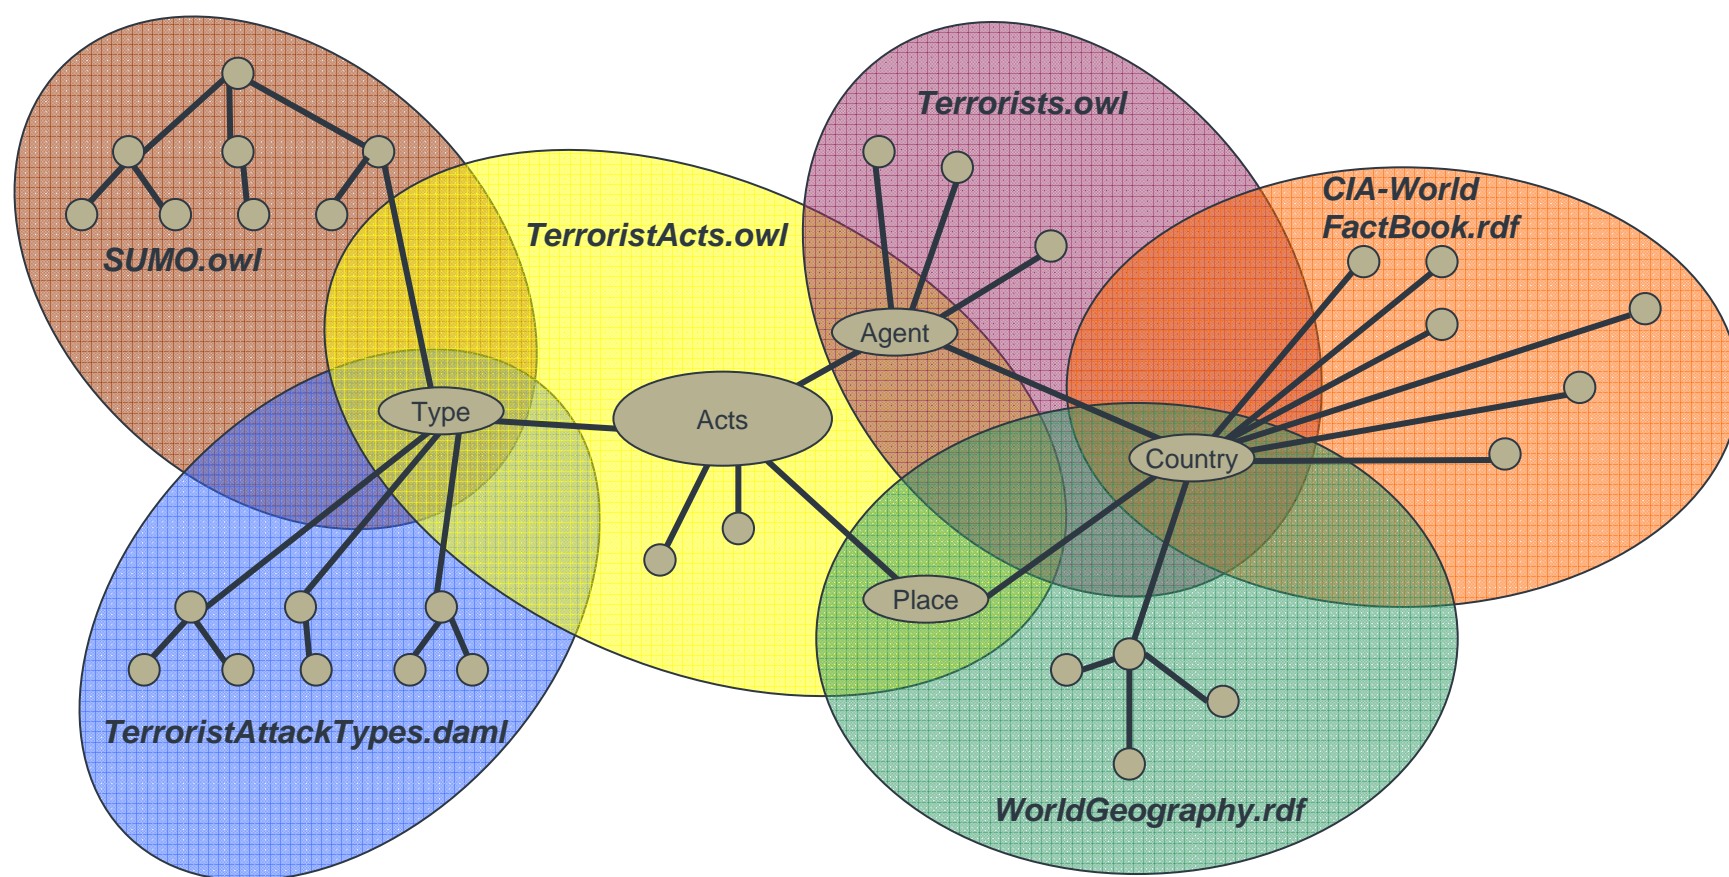 Terrorists.owl
CIA-World
FactBook.rdf
TerroristActs.owl
SUMO.owl
Agent
Type
Acts
Country
Place
TerroristAttackTypes.daml
WorldGeography.rdf